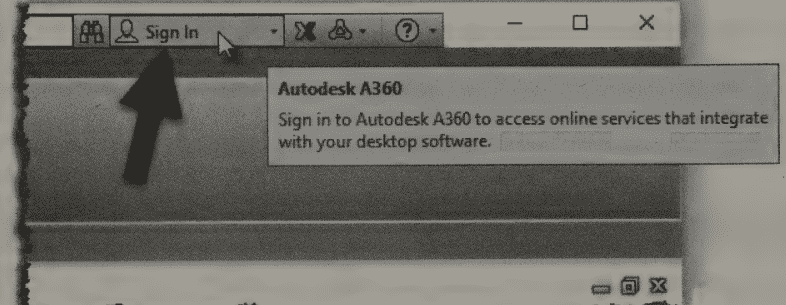 Sign In
Autodesk A360
Sign in to Autodesk A360 to access online services that integrate
with your desktop software.